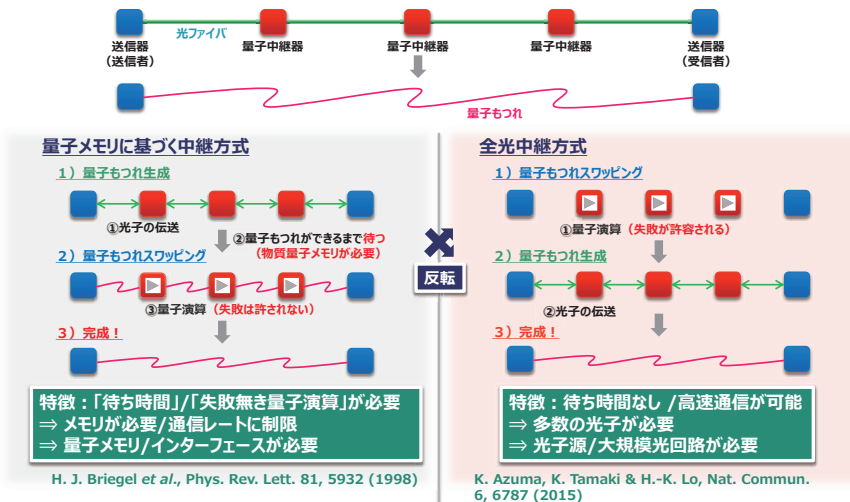 光ファイバ
送信器
(送信者)
量子中継器
量子中継器
量子中継器
送信器
(受信者)
量子もつれ
量子メモリに基づく中継方式
1)量子もつれ生成
①光子の伝送
②量子もつれができるまで待つ
(物質量子メモリが必要)
2)量子もつれスワッピング
③量子演算(失敗は許されない)
3)完成!
特徴:「待ち時間」/「失敗無き量子演算」が必要
⇒ メモリが必要/通信レートに制限
⇒ 量子メモリ/インターフェースが必要
H. J. Briegel et al., Phys. Rev. Lett. 81, 5932 (1998)
反転
全光中継方式
1)量子もつれスワッピング
①量子演算(失敗が許容される)
2)量子もつれ生成
②光子の伝送
3)完成!
特徴:待ち時間なし /高速通信が可能
⇒ 多数の光子が必要
⇒ 光子源/大規模光回路が必要
K. Azuma, K. Tamaki & H.-K. Lo, Nat. Commun.
6, 6787 (2015)